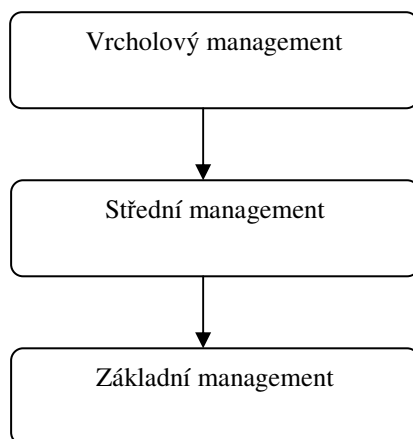 Vrcholový management
Střední management
Základní management